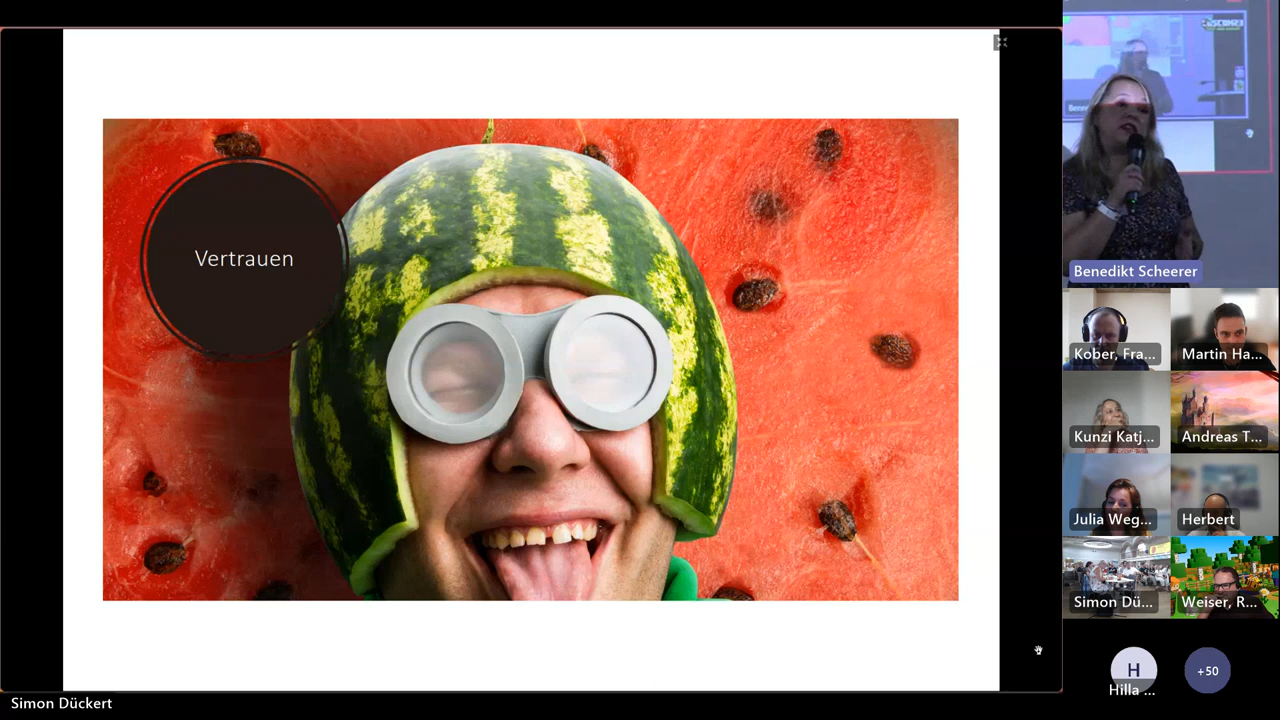 Vertrauen
Benedikt Scheerer
Kober, Fra...
Martin Ha...
Kunzi Katj...
Andreas T...
Julia Weg...
Herbert
Simon Dü...
Weiser, R...
H
Hilla ...
+50
Simon Dückert